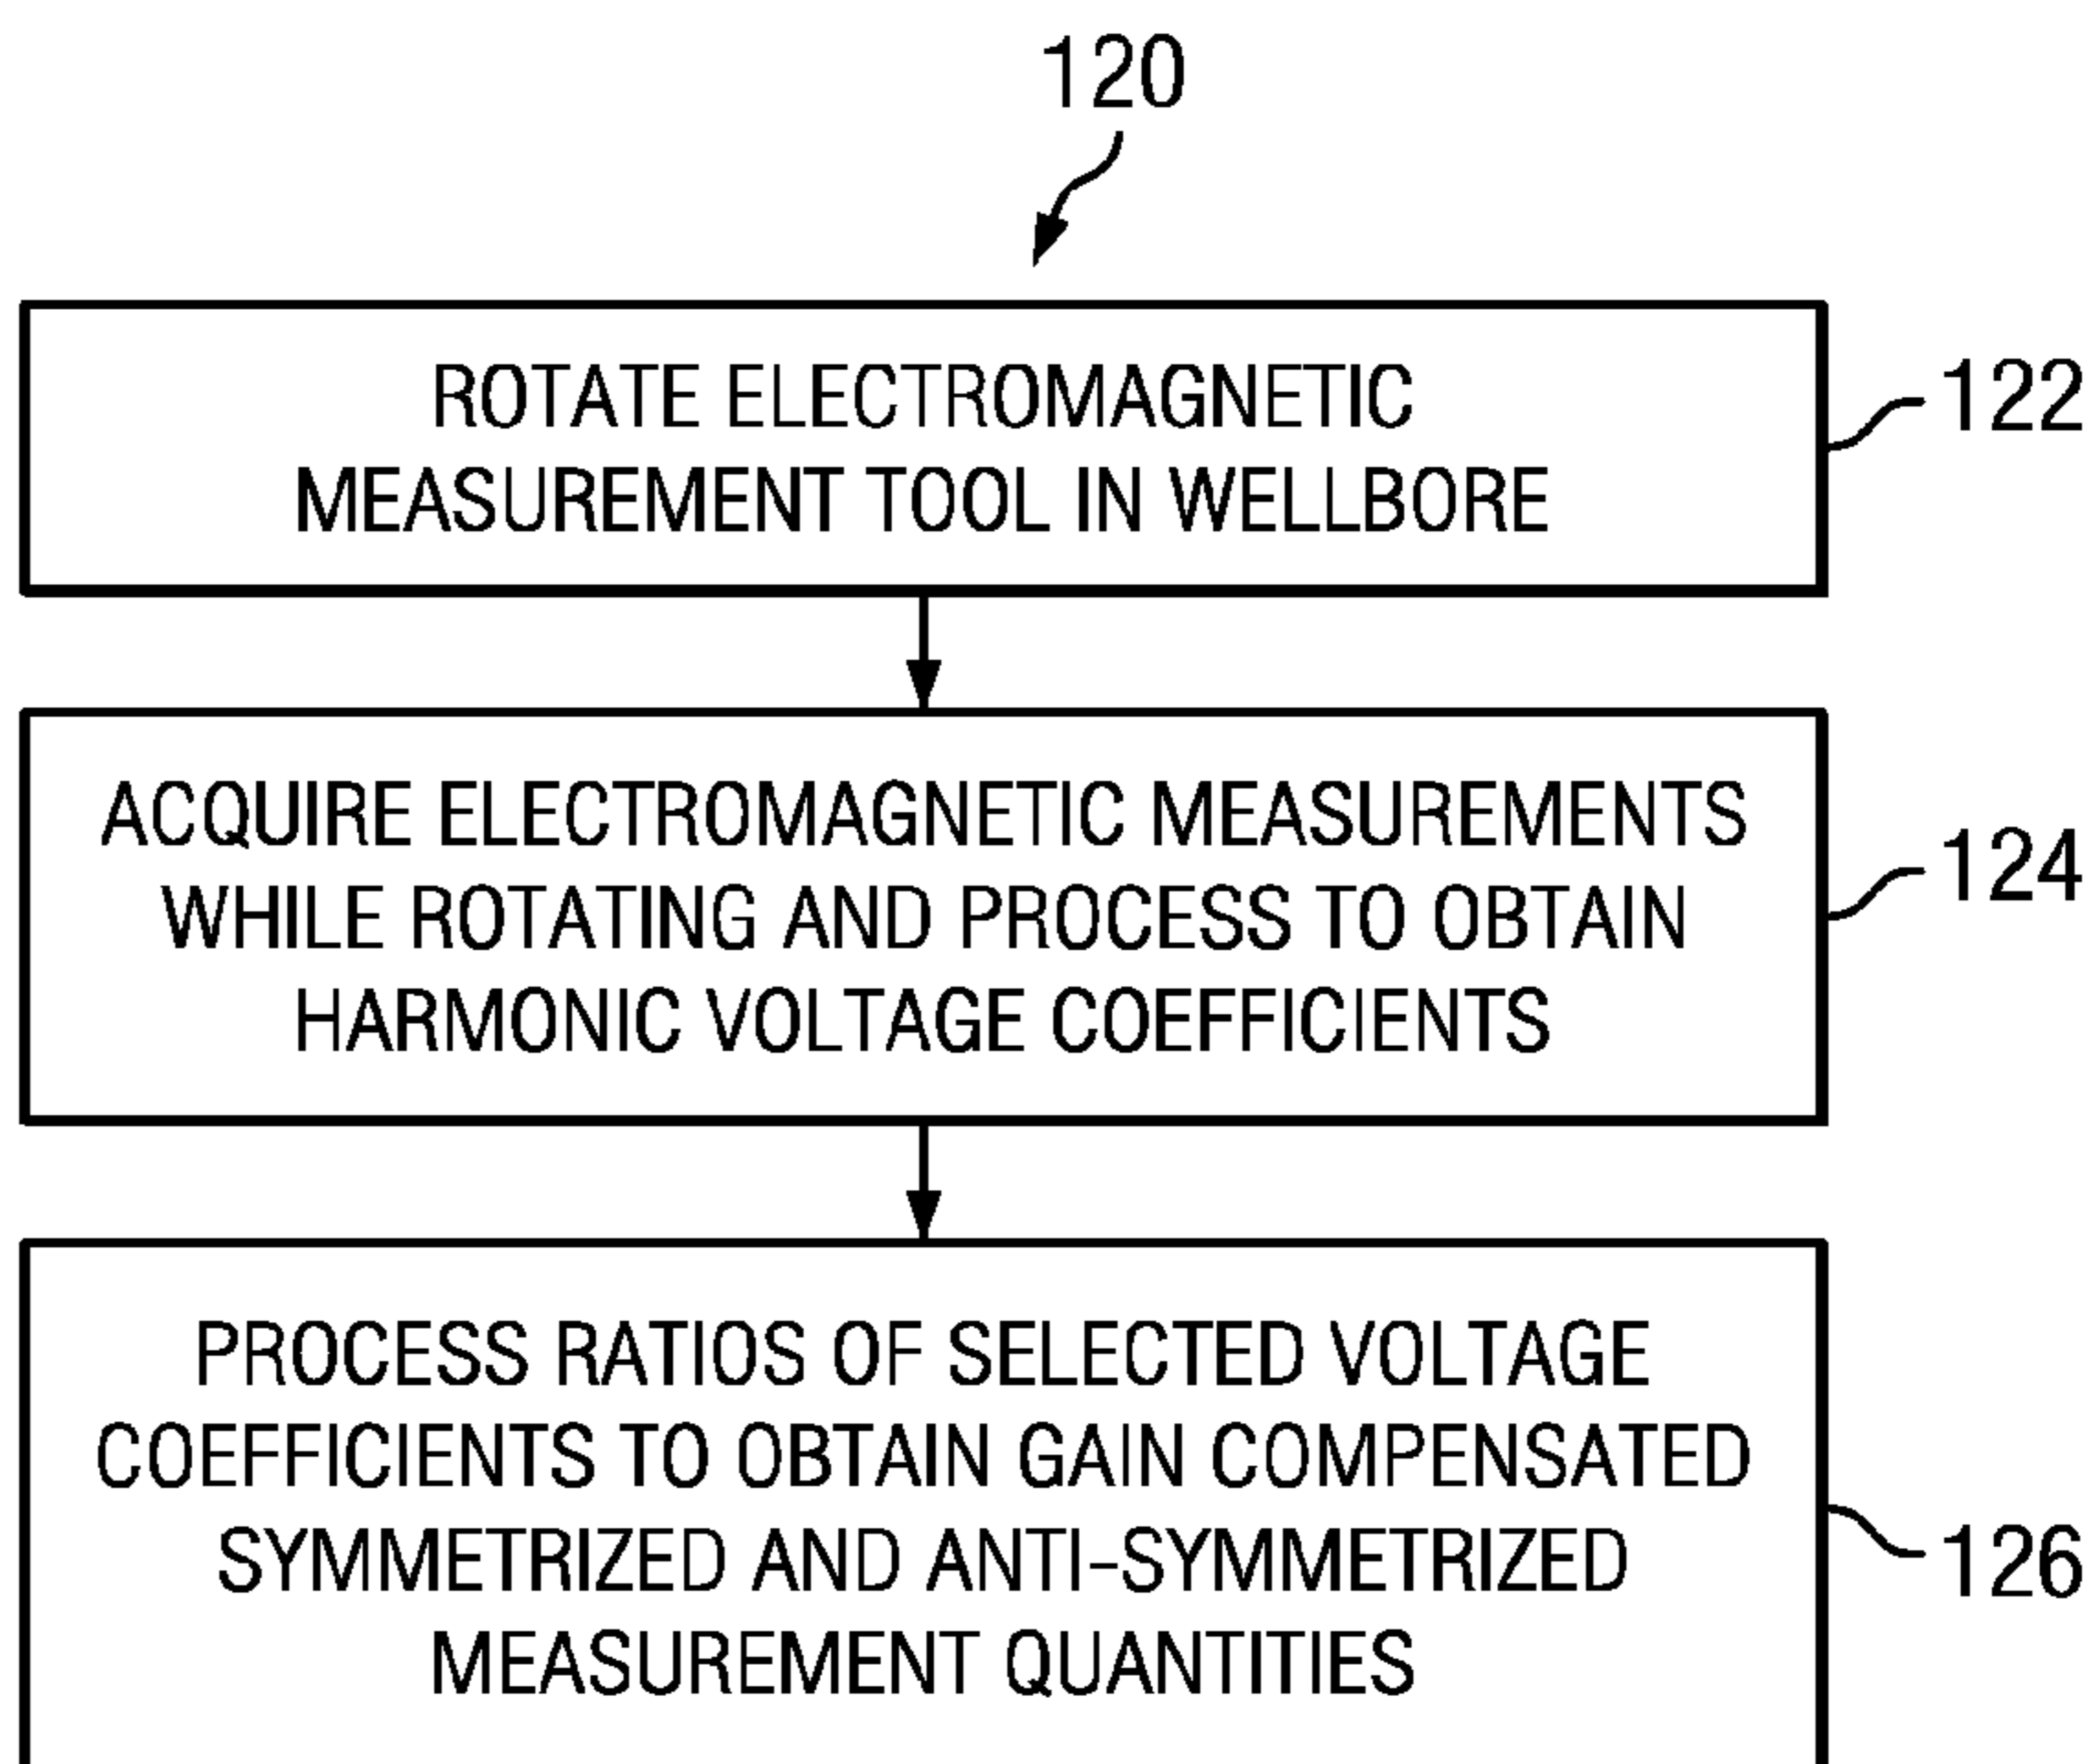 120
ROTATE ELECTROMAGNETIC
MEASUREMENT TOOL IN WELLBORE
122
ACQUIRE ELECTROMAGNETIC MEASUREMENTS
WHILE ROTATING AND PROCESS TO OBTAIN
HARMONIC VOLTAGE COEFFICIENTS
124
PROCESS RATIOS OF SELECTED VOLTAGE
COEFFICIENTS TO OBTAIN GAIN COMPENSATED
SYMMETRIZED AND ANTI-SYMMETRIZED
MEASUREMENT QUANTITIES
126